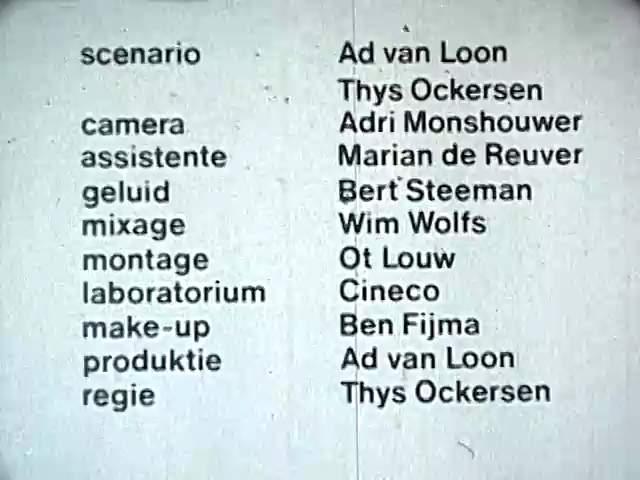 scenario Ad van Loon
Thys Ockersen
camera Adri Monshouwer
assistente Marian de Reuver
geluid Bert Steeman
mixage Wim Wolfs
montage Ot Louw
laboratorium Cineco
make-up Ben Fijma
produktie Ad van Loon
regie Thys Ockersen